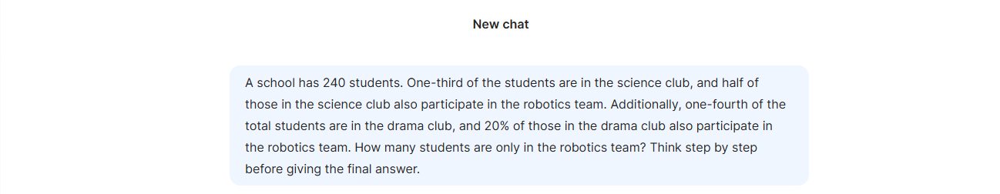 New chat
A school has 240 students. One-third of the students are in the science club, and half of
those in the science club also participate in the robotics team. Additionally, one-fourth of the
total students are in the drama club, and 20% of those in the drama club also participate in
the robotics team. How many students are only in the robotics team? Think step by step
before giving the final answer.